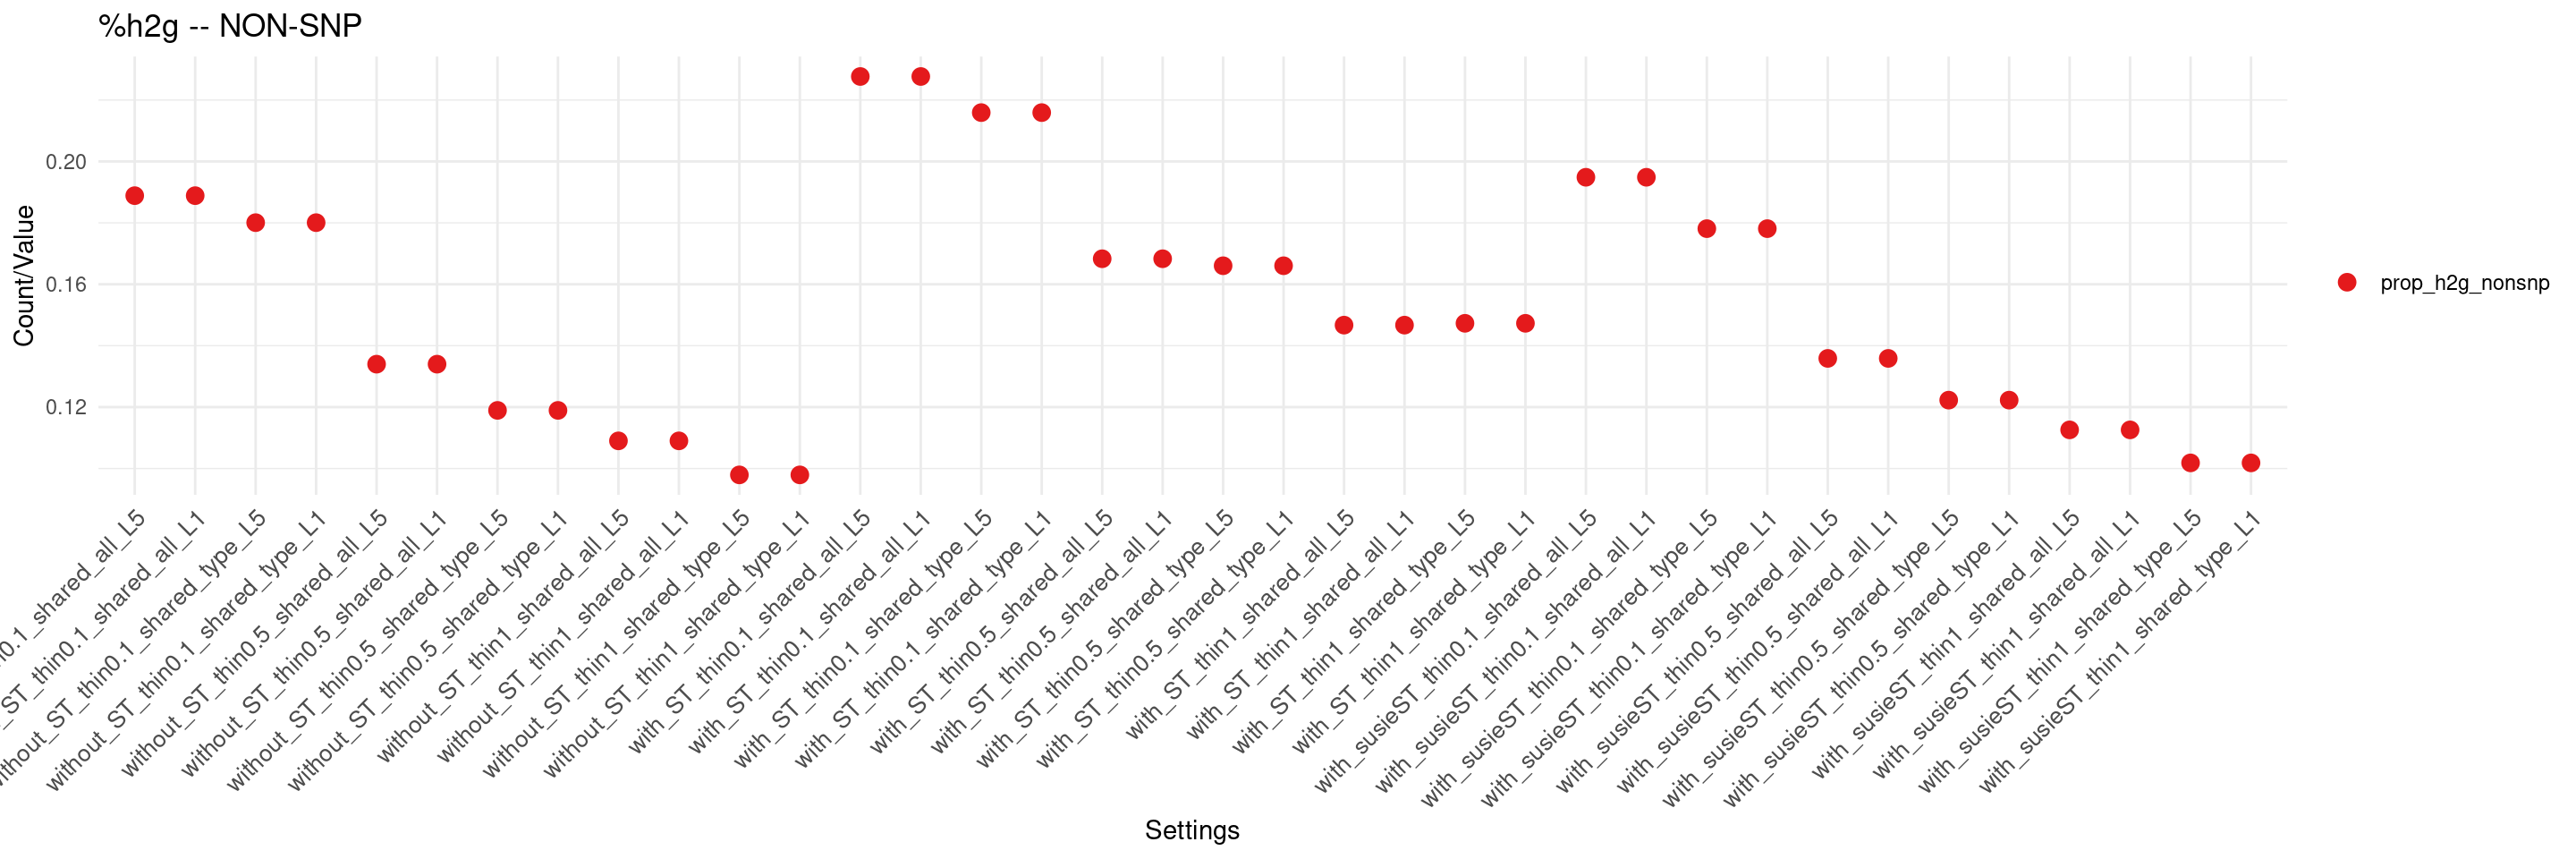 %h2g -- NON-SNP
Count/Value
0.20
0.16
0.12
n0.1_shared_all_L5
_ST_thin0.1_shared_all_L1
without_ST_thin0.1_shared_type_L5
without_ST_thin0.1_shared_type_L1
without_ST_thin0.5_shared_all_L5
without_ST_thin0.5_shared_all_L1
without_ST_thin0.5_shared_type_L5
without_ST_thin0.5_shared_type_L1
without_ST_thin1_shared_all_L5
without_ST_thin1_shared_all_L1
without_ST_thin1_shared_type_L5
without_ST_thin1_shared_type_L1
with_ST_thin0.1_shared_all_L5
with_ST_thin0.1_shared_all_L1
with_ST_thin0.1_shared_type_L5
with_ST_thin0.1_shared_type_L1
with_ST_thin0.5_shared_all_L5
with_ST_thin0.5_shared_all_L1
with_ST_thin0.5_shared_type_L5
with_ST_thin0.5_shared_type_L1
with_ST_thin1_shared_all_L5
with_ST_thin1_shared_all_L1
with_ST_thin1_shared_type_L5
with_ST_thin1_shared_type_L1
with_susieST_thin0.1_shared_all_L5
with_susieST_thin0.1_shared_all_L1
with_susieST_thin0.1_shared_type_L5
with_susieST_thin0.1_shared_type_L1
with_susieST_thin0.5_shared_all_L5
with_susieST_thin0.5_shared_all_L1
with_susieST_thin0.5_shared_type_L5
with_susieST_thin0.5_shared_type_L1
with_susieST_thin1_shared_all_L5
with_susieST_thin1_shared_all_L1
with_susieST_thin1_shared_type_L5
with_susieST_thin1_shared_type_L1
Settings
prop_h2g_nonsnp